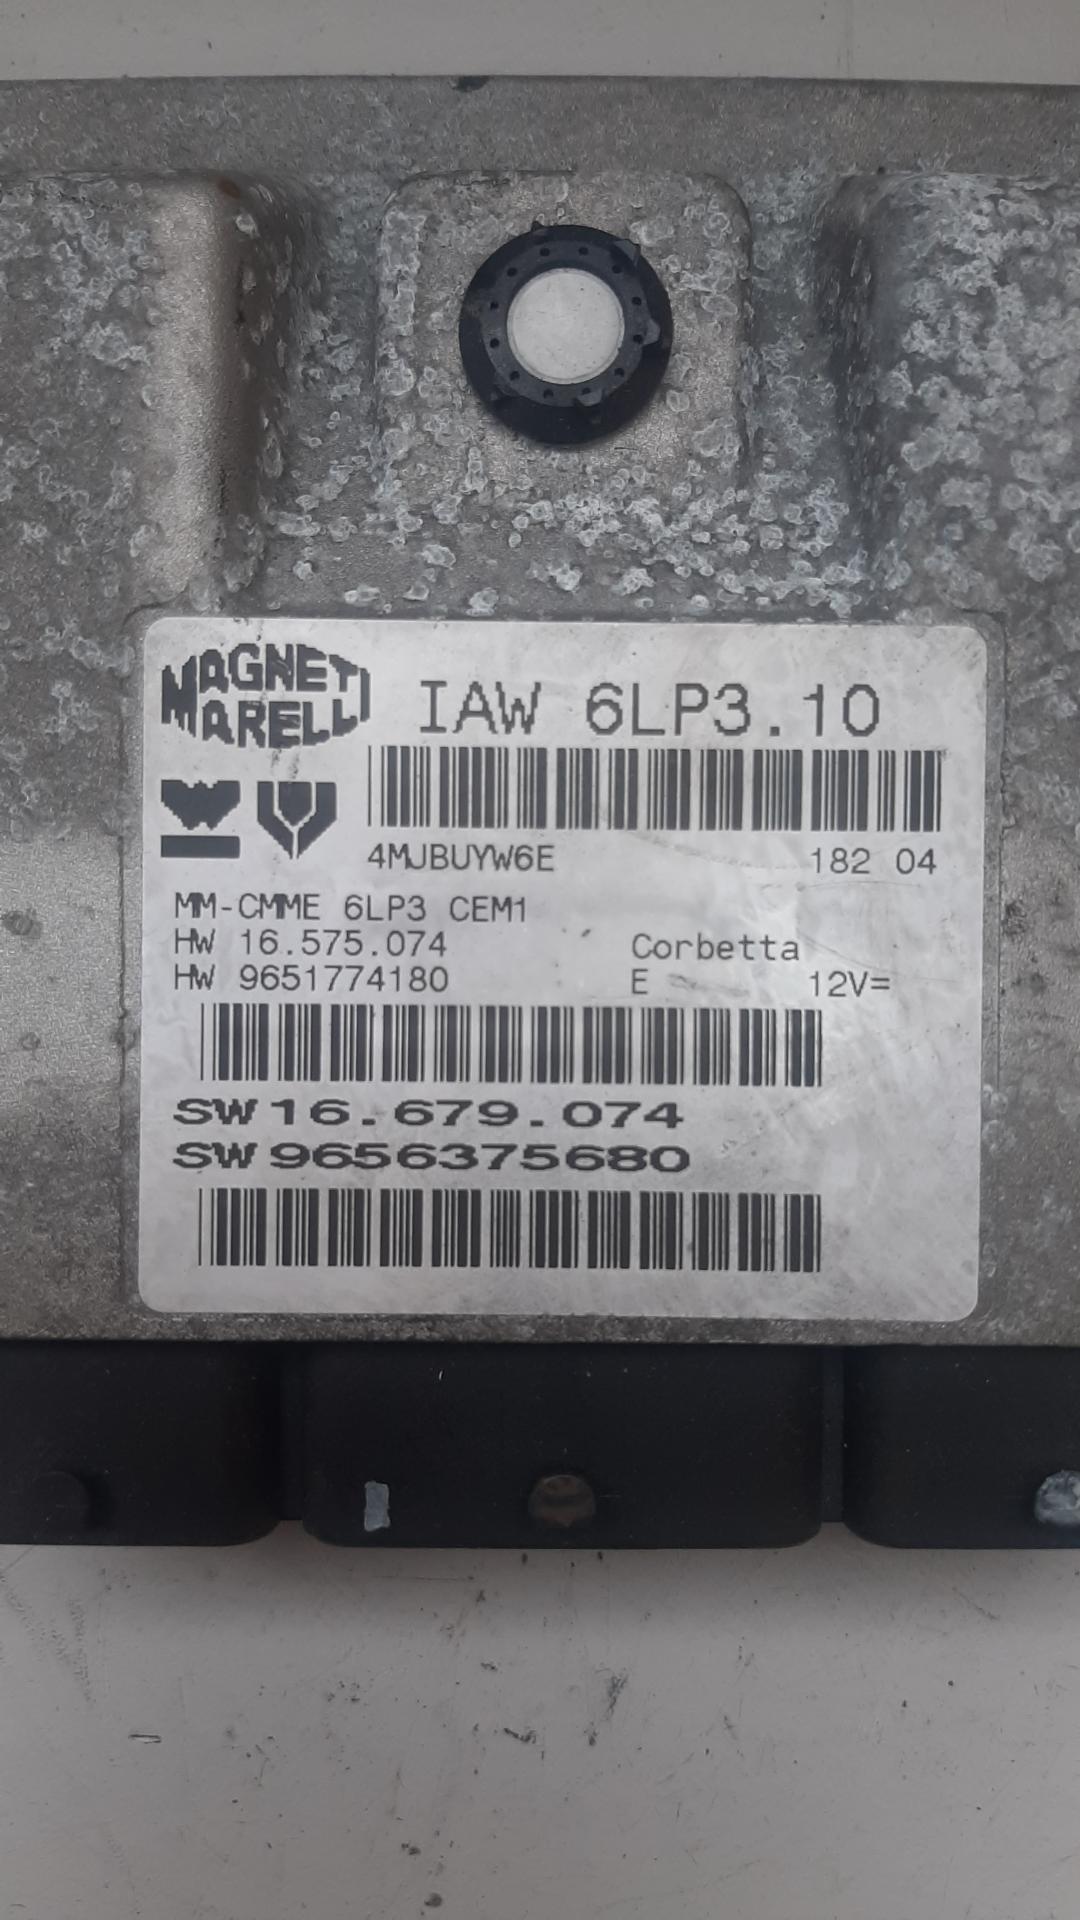 MAGNETI
MARELLI
IAW 6LP3.10
4MJBUYW6E 182 04
MM-CMME 6LP3 CEM1
HW 16.575.074 Corbetta
HW 9651774180 E 12V=
SW 16.679.074
SW 9656375680